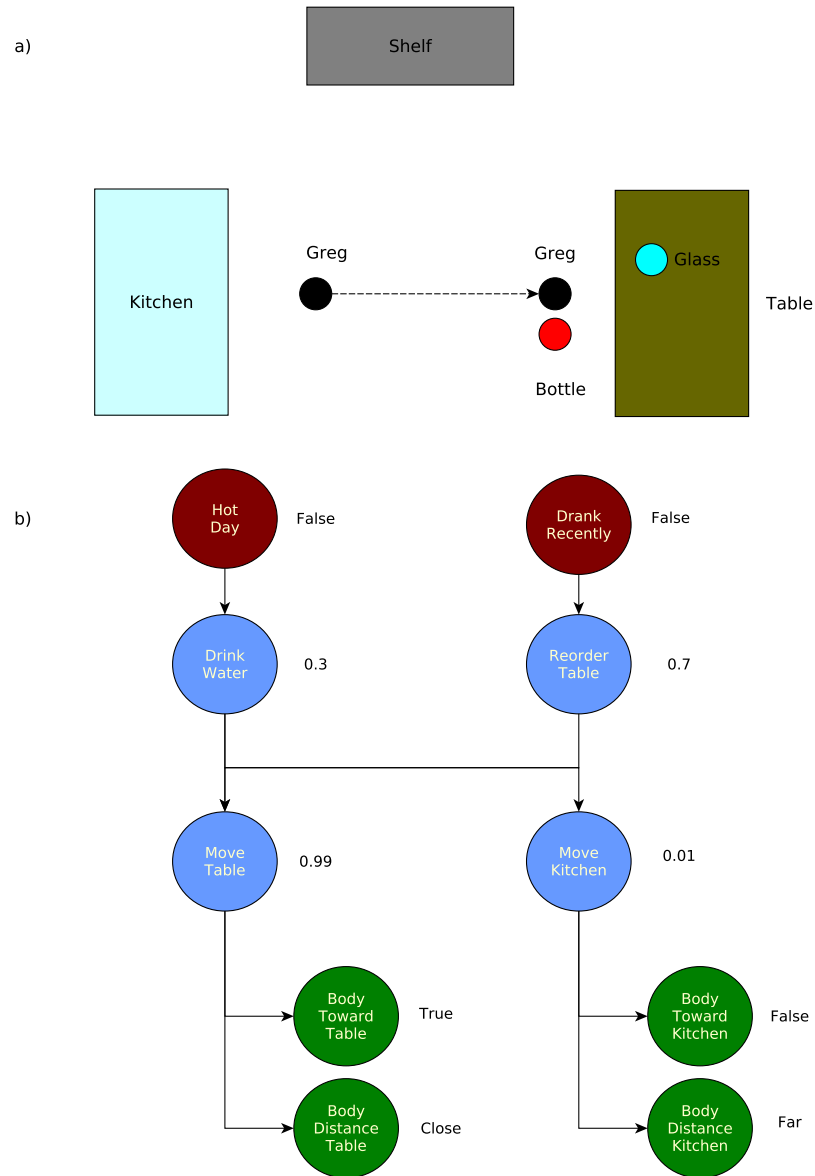 a)
Shelf
Greg
Greg
Glass
Kitchen
Table
Bottle
b)
Hot
Day
False
Drank
Recently
False
Drink
Water
0.3
Reorder
Table
0.7
Move
Table
0.99
Move
Kitchen
0.01
Body
Toward
Table
True
Body
Toward
Kitchen
False
Body
Distance
Table
Close
Body
Distance
Kitchen
Far